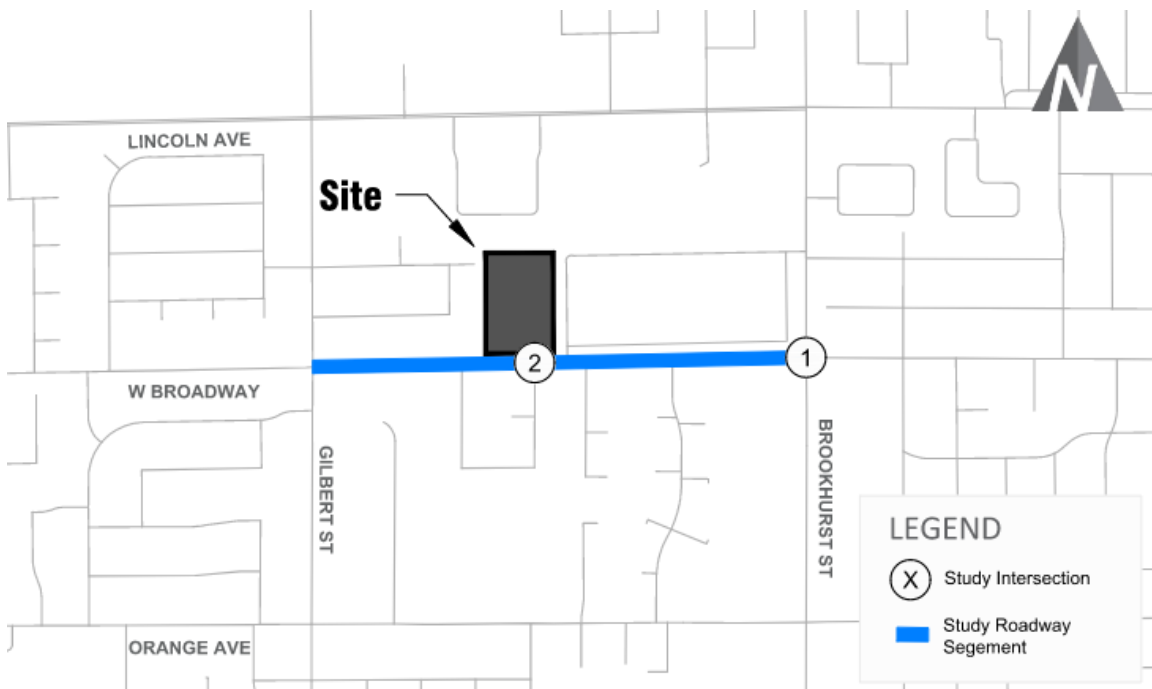 N
LINCOLN AVE
Site
2
1
W BROADWAY
GILBERT ST
BROOKHURST ST
LEGEND
X Study Intersection
Study Roadway
Segement
ORANGE AVE